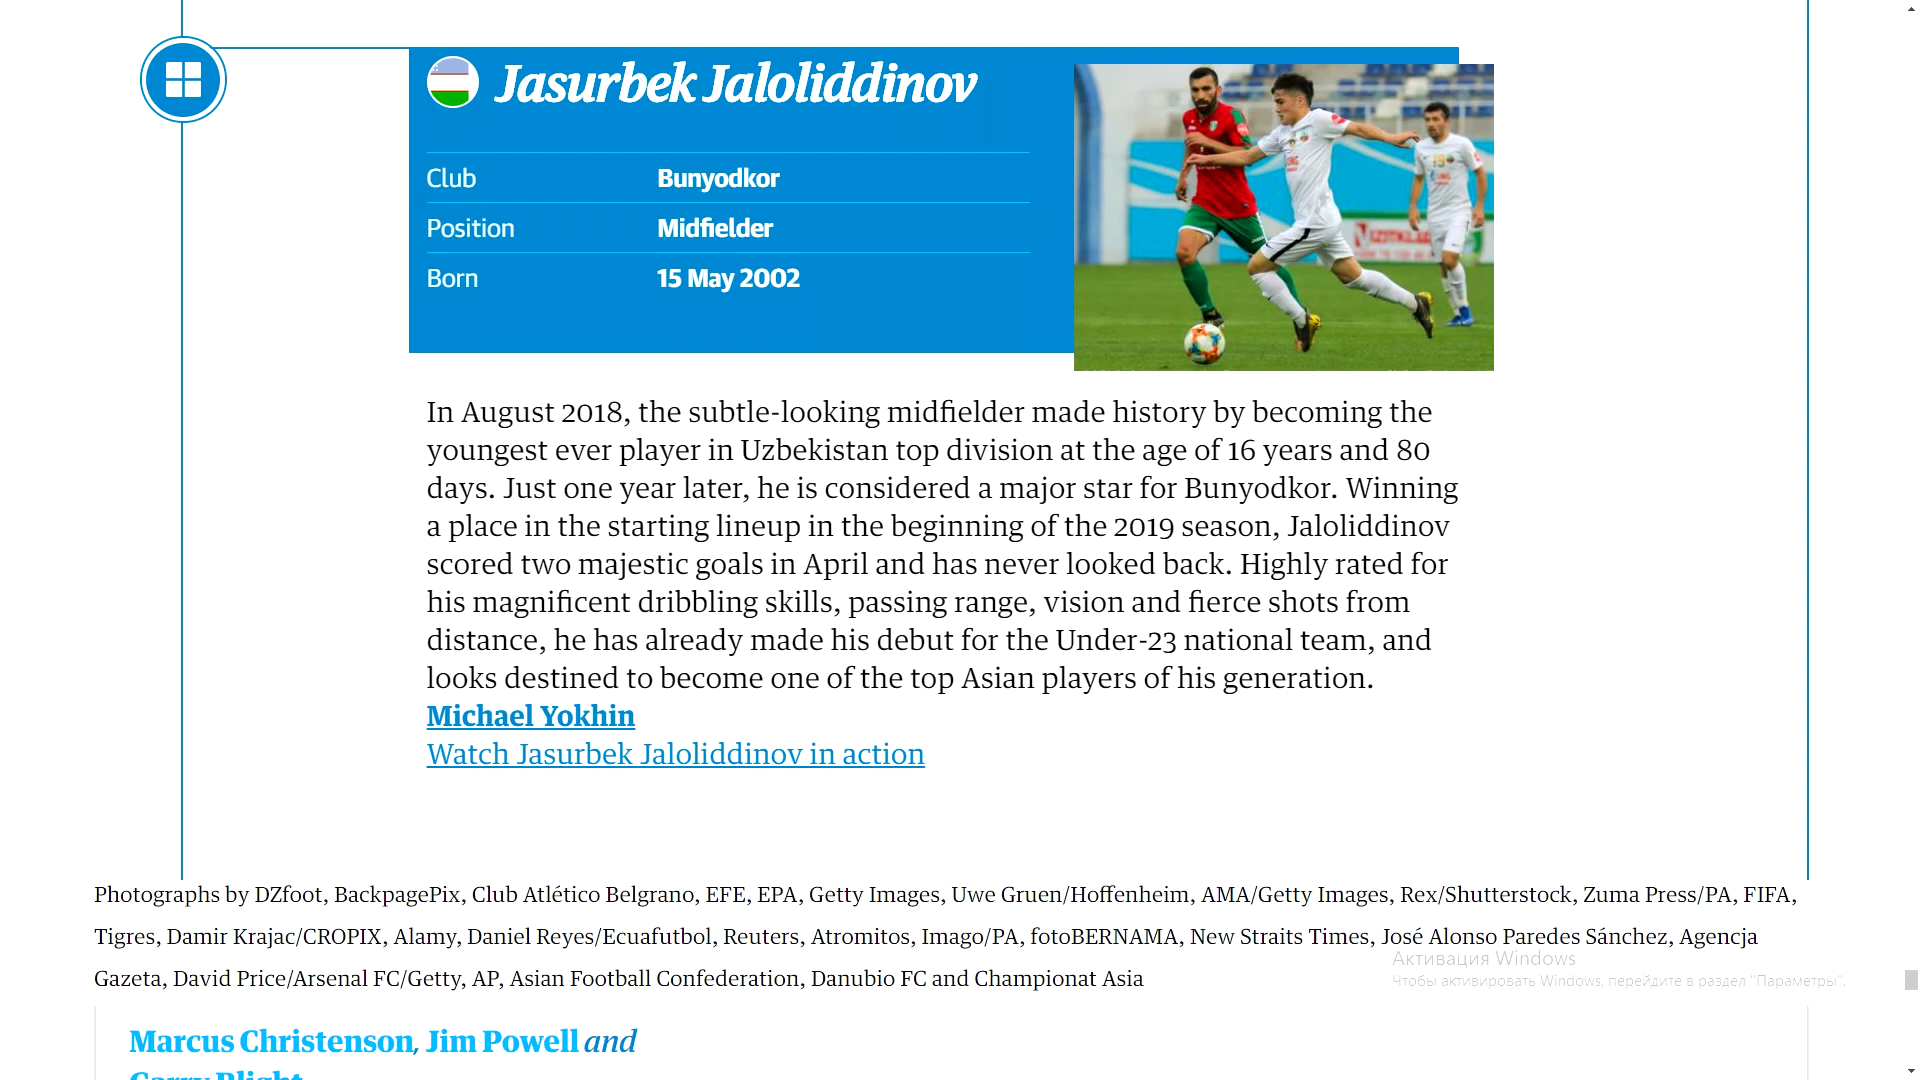 Jasurbek Jaloliddinov
Club Bunyodkor
Position Midfielder
Born 15 May 2002
In August 2018, the subtle-looking midfielder made history by becoming the
youngest ever player in Uzbekistan top division at the age of 16 years and 80
days. Just one year later, he is considered a major star for Bunyodkor. Winning
a place in the starting lineup in the beginning of the 2019 season, Jaloliddinov
scored two majestic goals in April and has never looked back. Highly rated for
his magnificent dribbling skills, passing range, vision and fierce shots from
distance, he has already made his debut for the Under-23 national team, and
looks destined to become one of the top Asian players of his generation.
Michael Yokhin
Watch Jasurbek Jaloliddinov in action
Photographs by DZfoot, BackpagePix, Club Atlético Belgrano, EFE, EPA, Getty Images, Uwe Gruen/Hoffenheim, AMA/Getty Images, Rex/Shutterstock, Zuma Press/PA, FIFA,
Tigres, Damir Krajac/CROPIX, Alamy, Daniel Reyes/Ecuafutbol, Reuters, Atromitos, Imago/PA, fotoBERNAMA, New Straits Times, José Alonso Paredes Sánchez, Agencja
Gazeta, David Price/Arsenal FC/Getty, AP, Asian Football Confederation, Danubio FC and Championat Asia
Активация Windows
Чтобы активировать Windows, перейдите в раздел "Параметры".
Marcus Christenson, Jim Powell and
Garry Blight